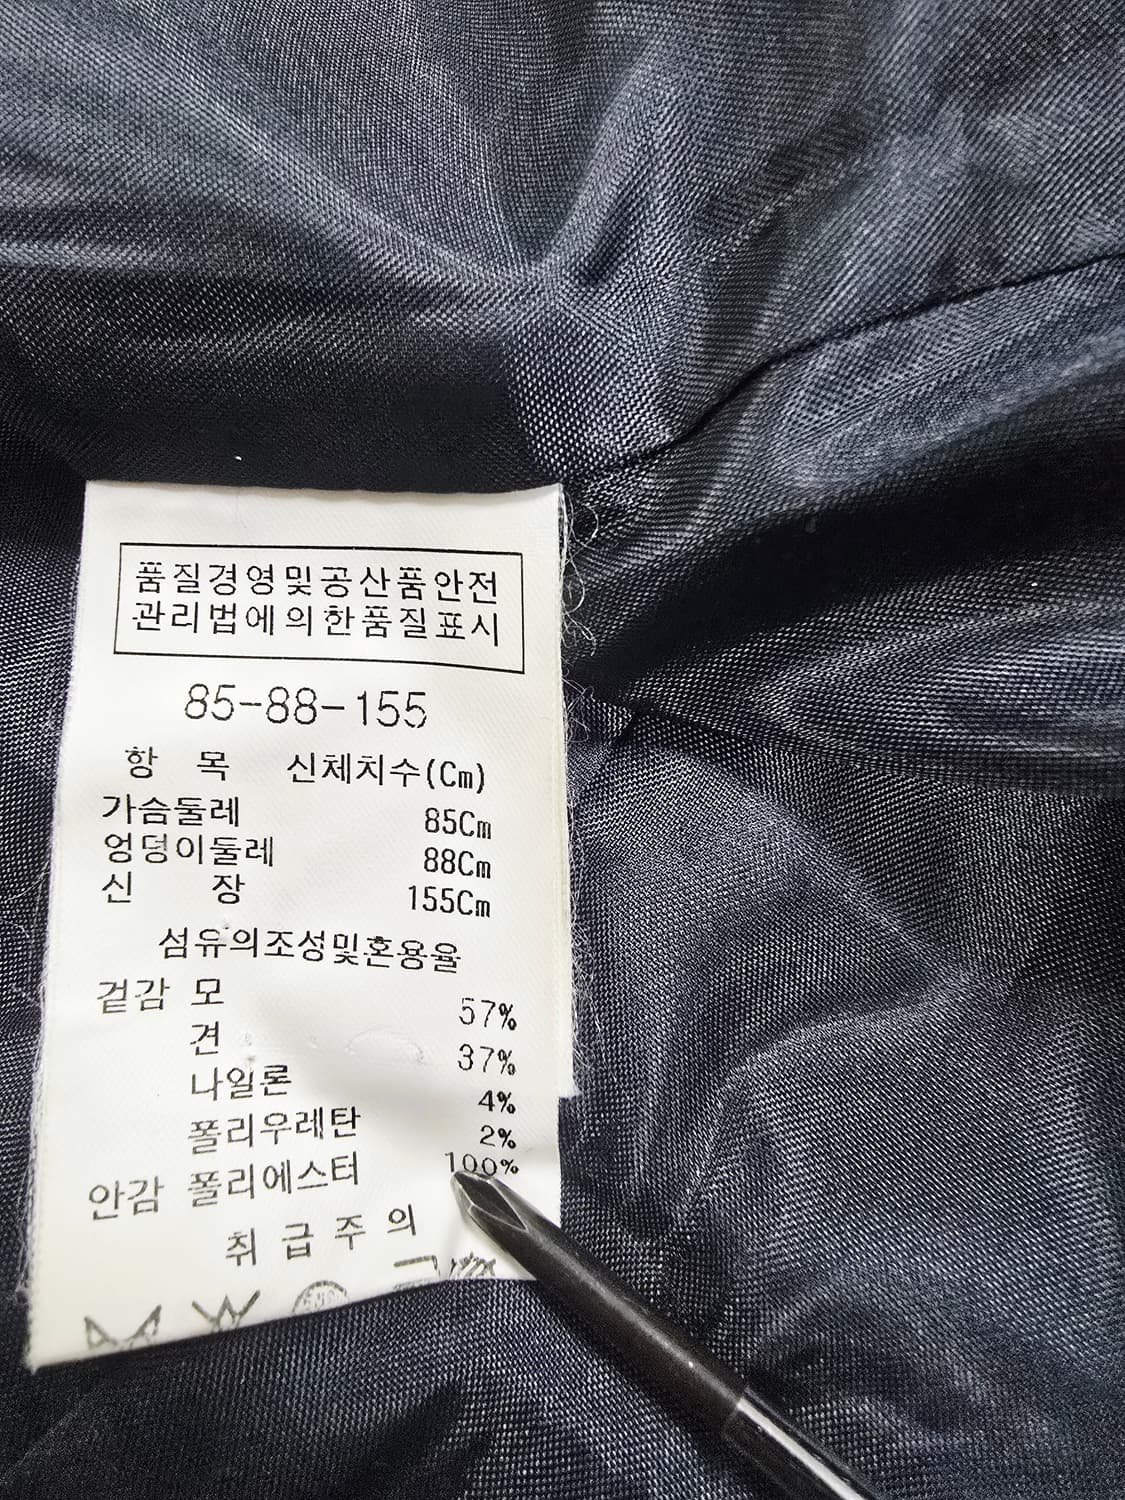 품질경영및공산품안전
관리법에의한품질표시
85-88-155
항 목 신체치수(Cm)
가슴둘레 85Cm
엉덩이둘레 88Cm
신 장 155Cm
섬유의조성및혼용율
겉감 모 57%
견 37%
나일론 4%
폴리우레탄 2%
안감 폴리에스터 100%
취급주의